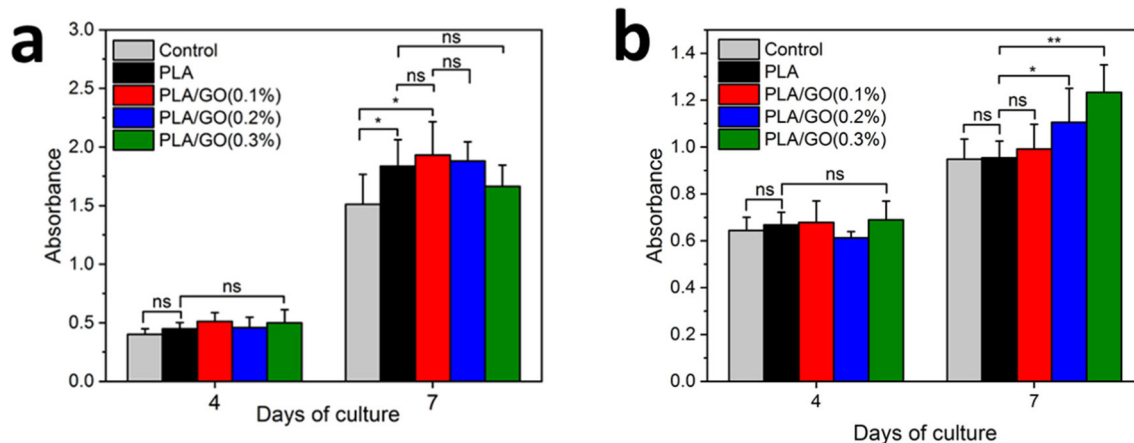 a
3.0
2.5
2.0
1.5
1.0
0.5
0.0
Absorbance
Control
PLA
PLA/GO(0.1%)
PLA/GO(0.2%)
PLA/GO(0.3%)
ns
ns
ns
ns
ns
*
*
4
7
Days of culture
b
1.4
1.2
1.0
0.8
0.6
0.4
0.2
0.0
Absorbance
Control
PLA
PLA/GO(0.1%)
PLA/GO(0.2%)
PLA/GO(0.3%)
ns
ns
**
*
ns
ns
4
7
Days of culture